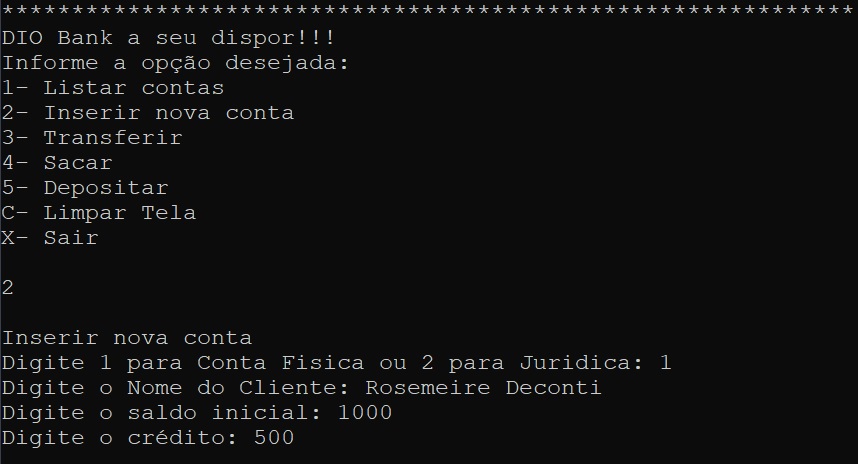 *************************************************************
DIO Bank a seu dispor!!!
Informe a opção desejada:
1- Listar contas
2- Inserir nova conta
3- Transferir
4- Sacar
5- Depositar
C- Limpar Tela
X- Sair
2
Inserir nova conta
Digite 1 para Conta Fisica ou 2 para Juridica: 1
Digite o Nome do Cliente: Rosemeire Deconti
Digite o saldo inicial: 1000
Digite o crédito: 500